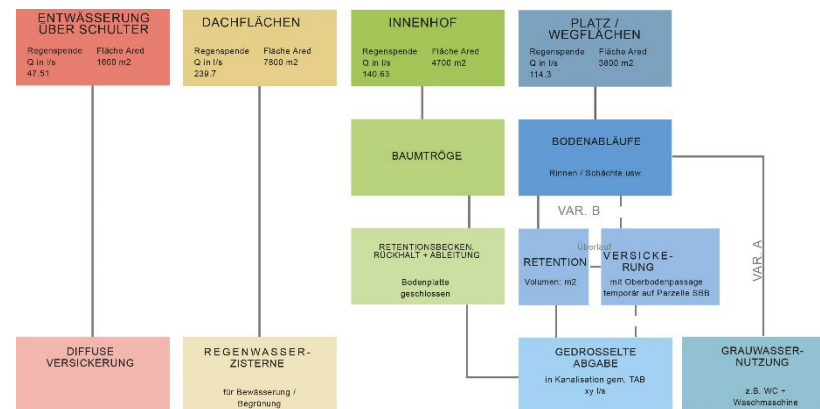 ENTWÄSSERUNG
ÜBER SCHULTER
Regenspende
Q in l/s
47.51
Fläche Ared
1600 m2
DACHFLÄCHEN
Regenspende
Q in l/s
239.7
Fläche Ared
7800 m2
INNENHOF
Regenspende
Q in l/s
140.63
Fläche Ared
4700 m2
PLATZ /
WEGFLÄCHEN
Regenspende
Q in l/s
114.3
Fläche Ared
3800 m2
BAUMTRÖGE
BODENABLÄUFE
Rinnen / Schächte usw.
VAR. B
VAR. A
RETENTIONSBECKEN.
RÜCKHALT + ABLEITUNG
Bodenplatte
geschlossen
RETENTION
Volumen: m2
Überlauf
VERSICKE-
RUNG
mit Oberbodenpassage
temporär auf Parzelle SBB
DIFFUSE
VERSICKERUNG
REGENWASSER-
ZISTERNE
für Bewässerung /
Begrünung
GEDROSSELTE
ABGABE
in Kanalisation gem. TAB
xy l/s
GRAUWASSER-
NUTZUNG
z.B. WC +
Waschmaschine